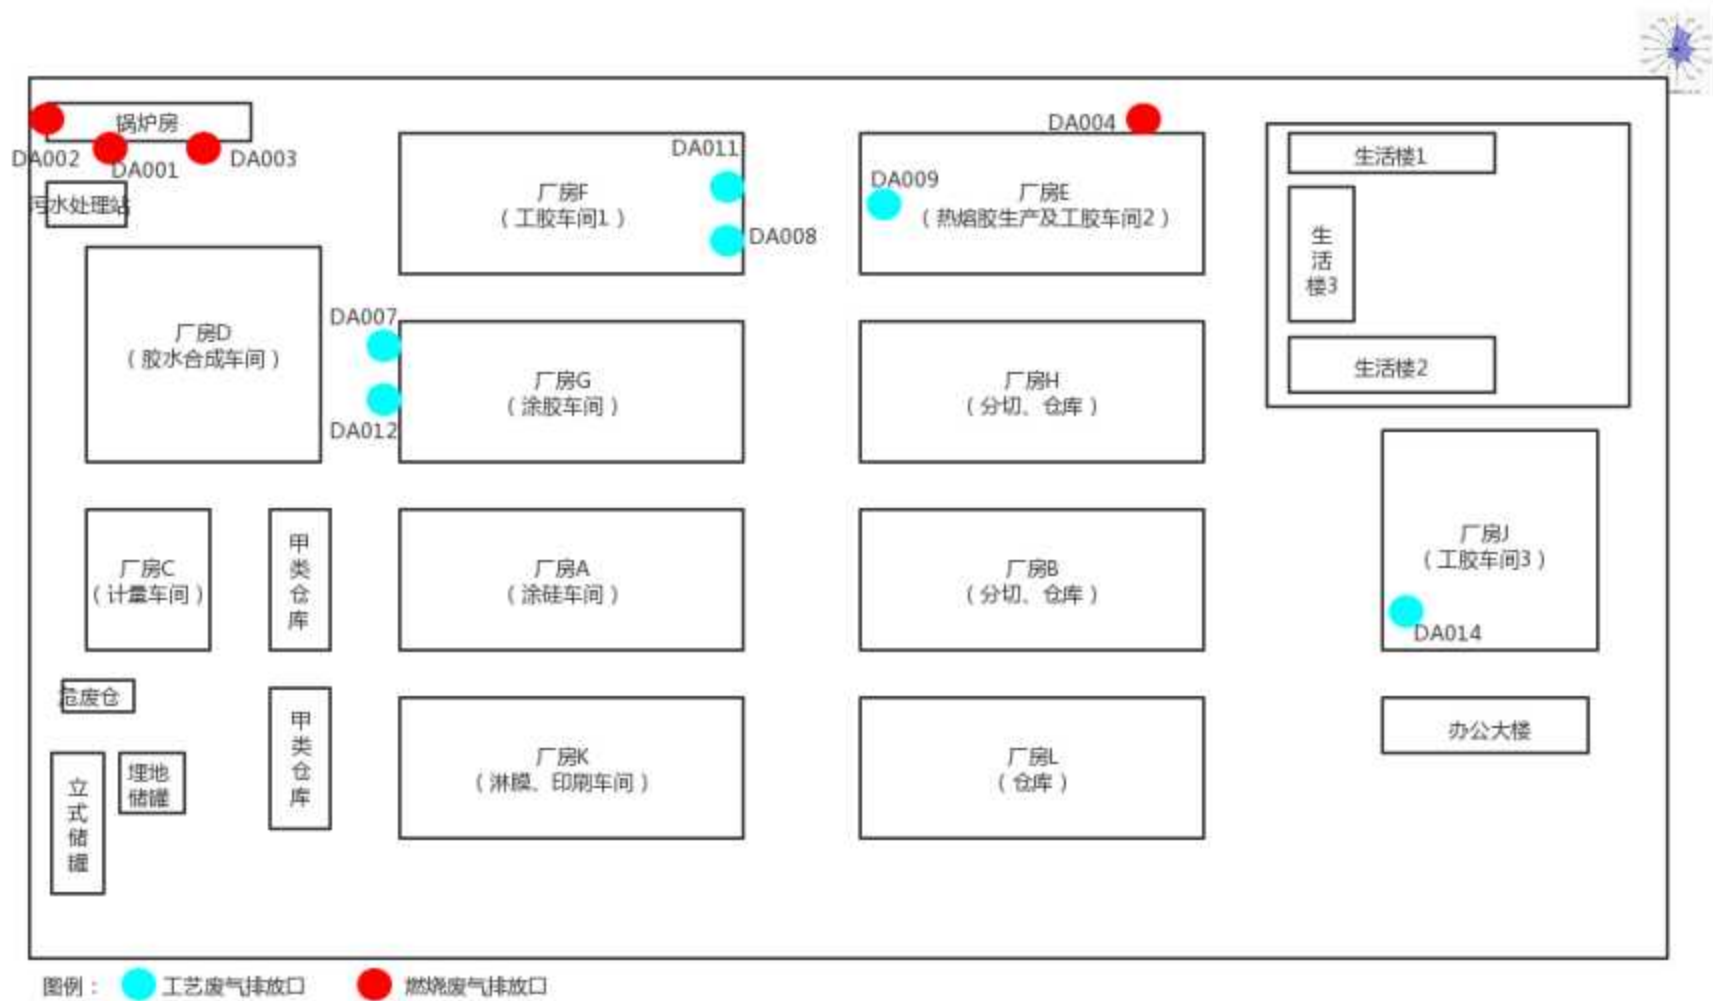 锅炉房
DA002
DA001
DA003
污水处理站
DA011
厂房F
（工胶车间1）
DA008
DA004
DA009
厂房E
（热熔胶生产及工胶车间2）
生活楼1
生
活
楼3
生活楼2
厂房D
（胶水合成车间）
DA007
DA012
厂房G
（涂胶车间）
厂房H
（分切、仓库）
厂房C
（计量车间）
甲
类
仓
库
厂房A
（涂硅车间）
厂房B
（分切、仓库）
厂房J
（工胶车间3）
DA014
危废仓
甲
类
仓
库
立
式
储
罐
埋地
储罐
厂房K
（淋膜、印刷车间）
厂房L
（仓库）
办公大楼
图例： 工艺废气排放口 燃烧废气排放口